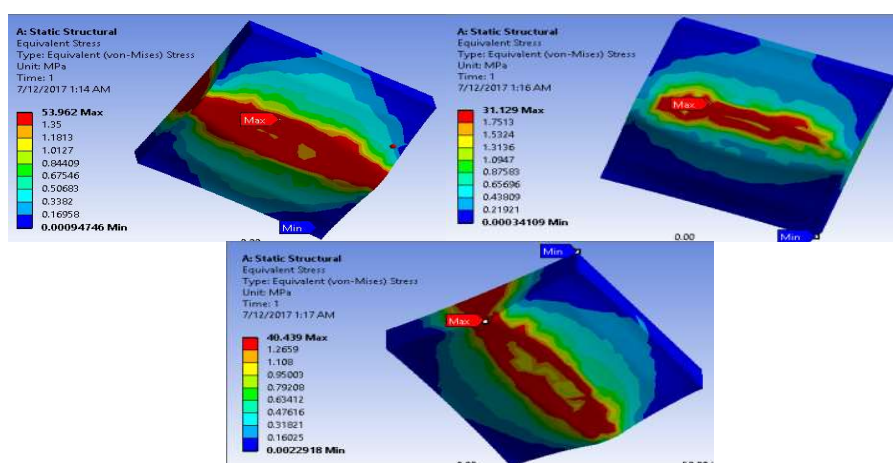 A: Static Structural
Equivalent Stress
Type: Equivalent (von-Mises) Stress
Unit: MPa
Time: 1
7/12/2017 1:14 AM
53.962 Max
1.35
1.1813
1.0127
0.84409
0.67546
0.50683
0.3382
0.16958
0.00094746 Min
Max
Min
0.00
A: Static Structural
Equivalent Stress
Type: Equivalent (von-Mises) Stress
Unit: MPa
Time: 1
7/12/2017 1:16 AM
31.129 Max
1.7513
1.5324
1.3136
1.0947
0.87583
0.65696
0.43809
0.21921
0.00034109 Min
Max
Min
0.00
A: Static Structural
Equivalent Stress
Type: Equivalent (von-Mises) Stress
Unit: MPa
Time: 1
7/12/2017 1:17 AM
40.439 Max
1.2659
1.108
0.95003
0.79208
0.63412
0.47616
0.31821
0.16025
0.0022918 Min
Min
Max
0.00